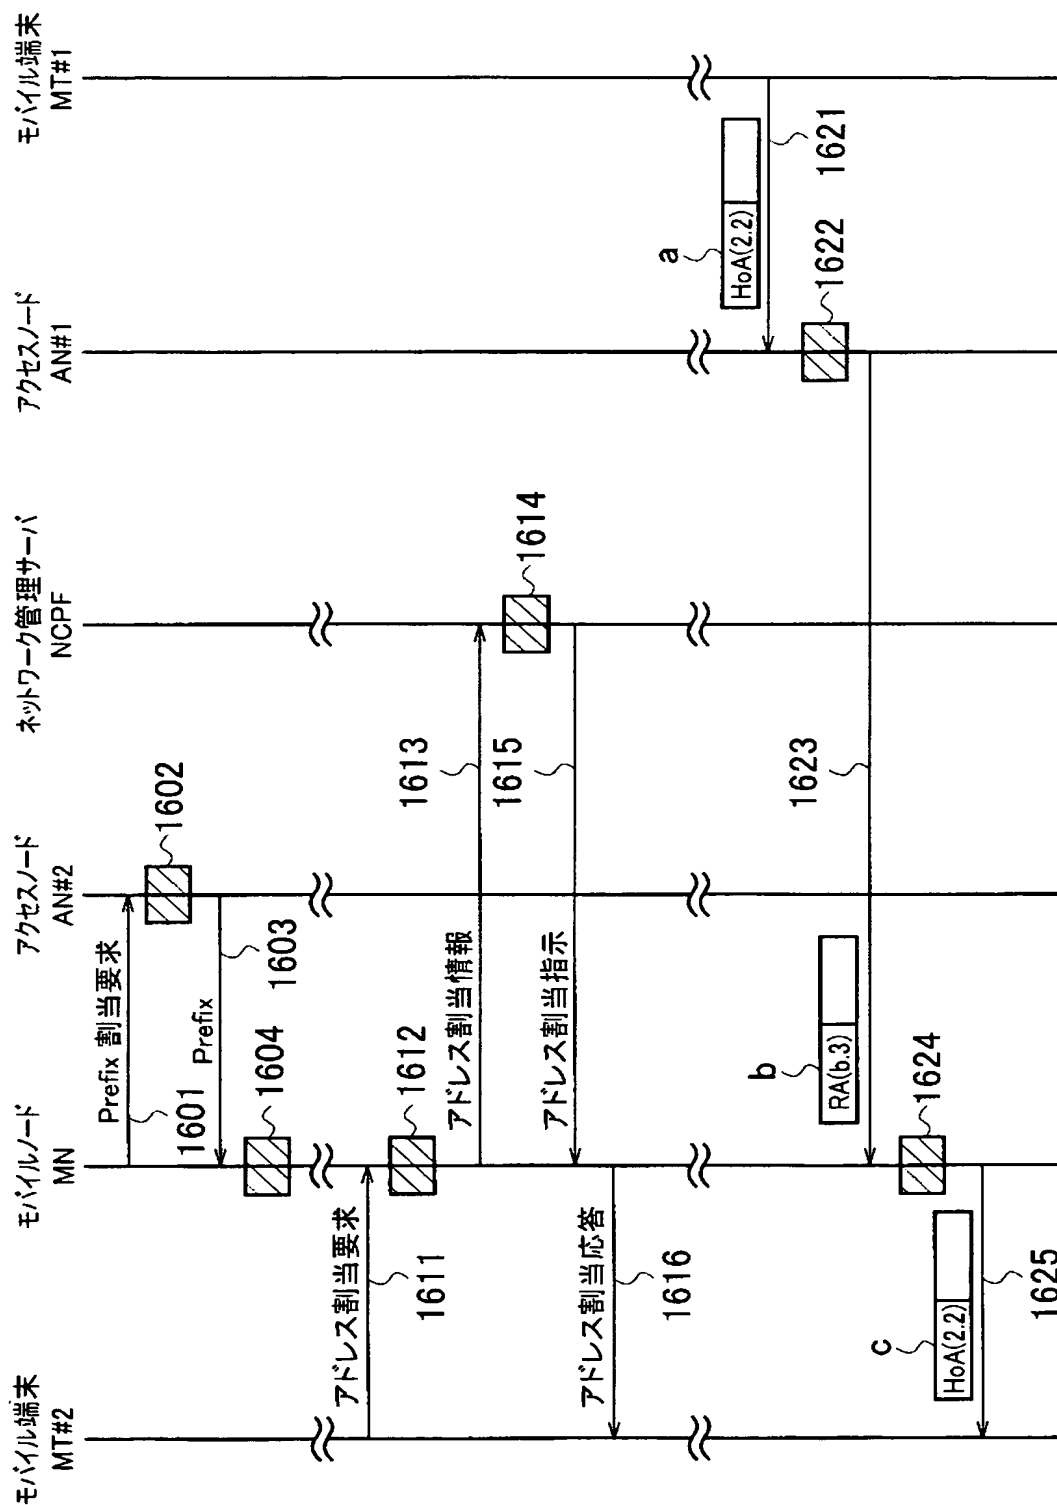 モバイル端末
MT#2
モバイルノード
MN
アクセスノード
AN#2
ネットワーク管理サーバ
NCPF
アクセスノード
AN#1
モバイル端末
MT#1
Prefix 割当要求
1601
1602
Prefix
1603
1604
アドレス割当要求
1611
1612
アドレス割当情報
1613
1614
アドレス割当指示
1615
アドレス割当応答
1616
a
HoA(2.2)
1621
1622
b
RA(b.3)
1623
1624
c
HoA(2.2)
1625